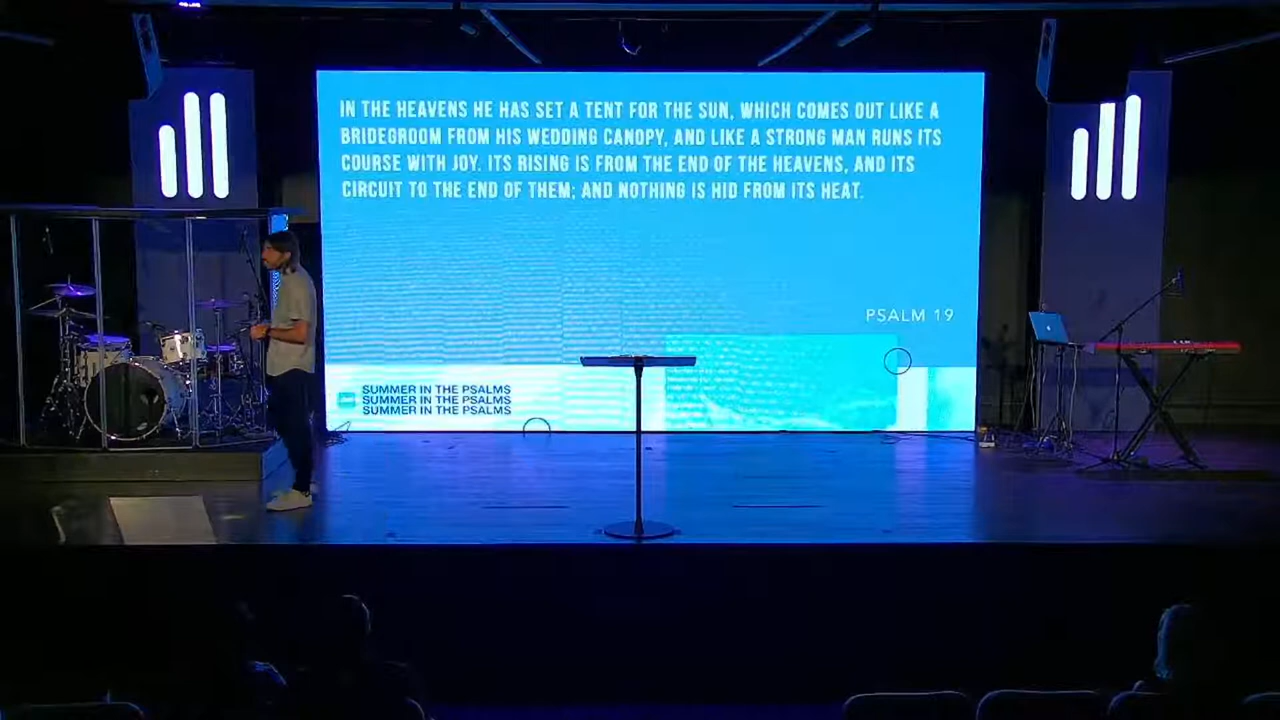 IN THE HEAVENS HE HAS SET A TENT FOR THE SUN, WHICH COMES OUT LIKE A
BRIDEGROOM FROM HIS WEDDING CANOPY, AND LIKE A STRONG MAN RUNS ITS
COURSE WITH JOY. ITS RISING IS FROM THE END OF THE HEAVENS, AND ITS
CIRCUIT TO THE END OF THEM; AND NOTHING IS HID FROM ITS HEAT.
PSALM 19
SUMMER IN THE PSALMS
SUMMER IN THE PSALMS
SUMMER IN THE PSALMS